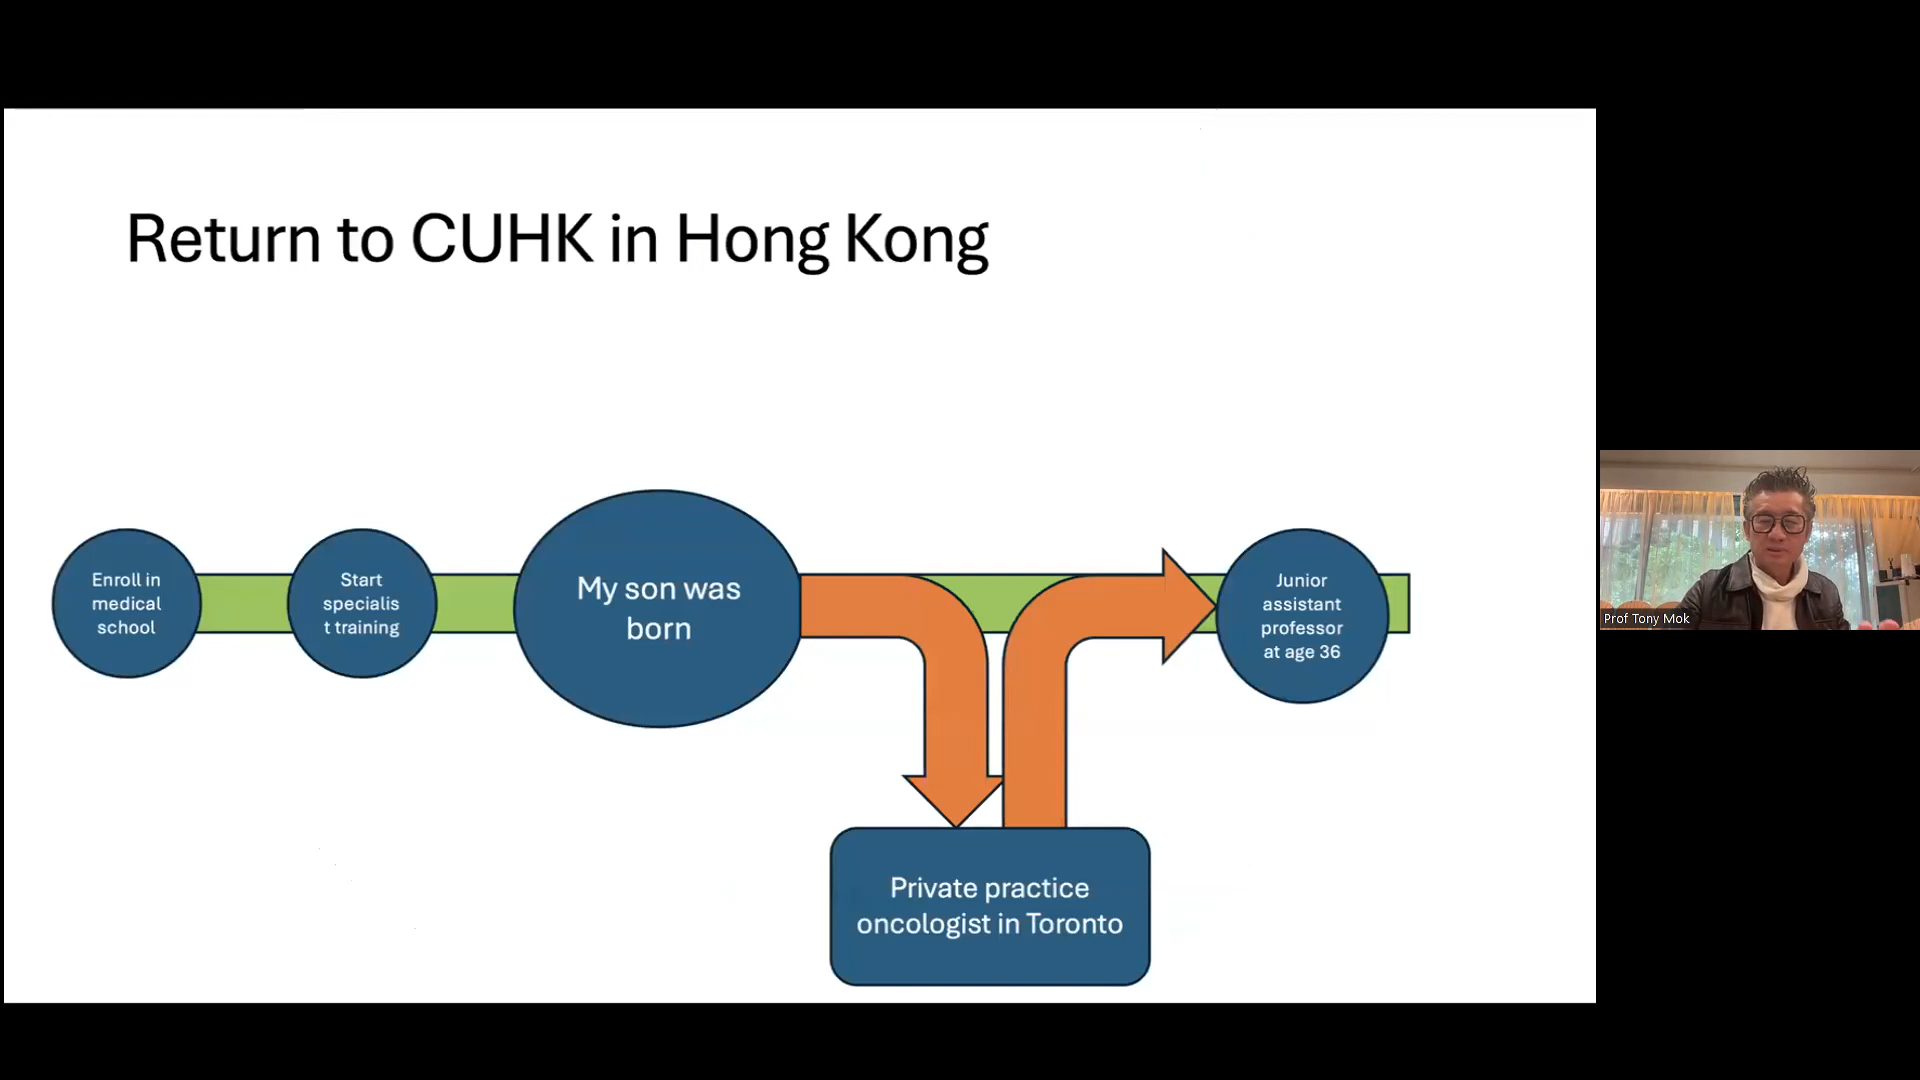 Return to CUHK in Hong Kong
Enroll in
medical
school
Start
specialis
t training
My son was
born
Junior
assistant
professor
at age 36
Private practice
oncologist in Toronto
Prof Tony Mok